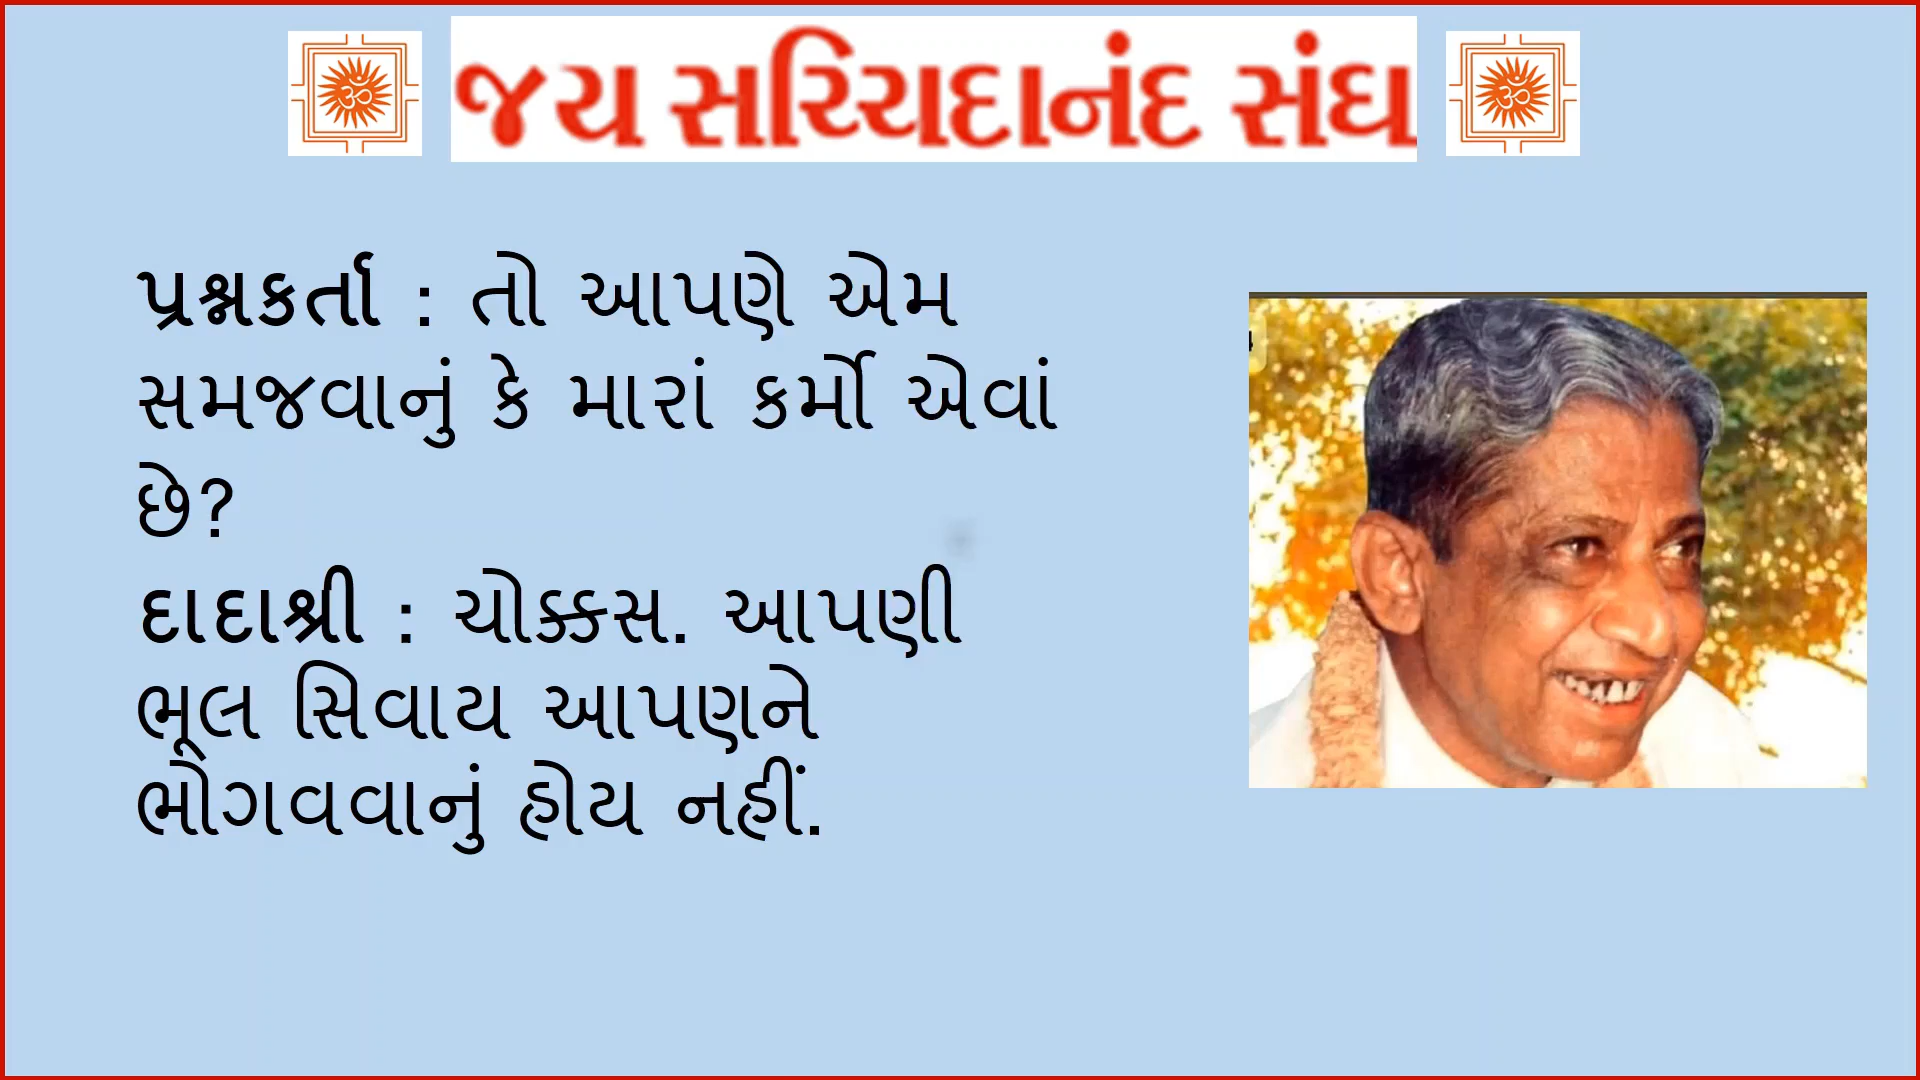 જય સચ્ચિદાનંદ સંઘ
પ્રશ્નકર્તા : તો આપણે એમ
સમજવાનું કે મારાં કર્મો એવાં
છે?
દાદાશ્રી : ચોક્કસ. આપણી
ભૂલ સિવાય આપણને
ભોગવવાનું હોય નહીં.